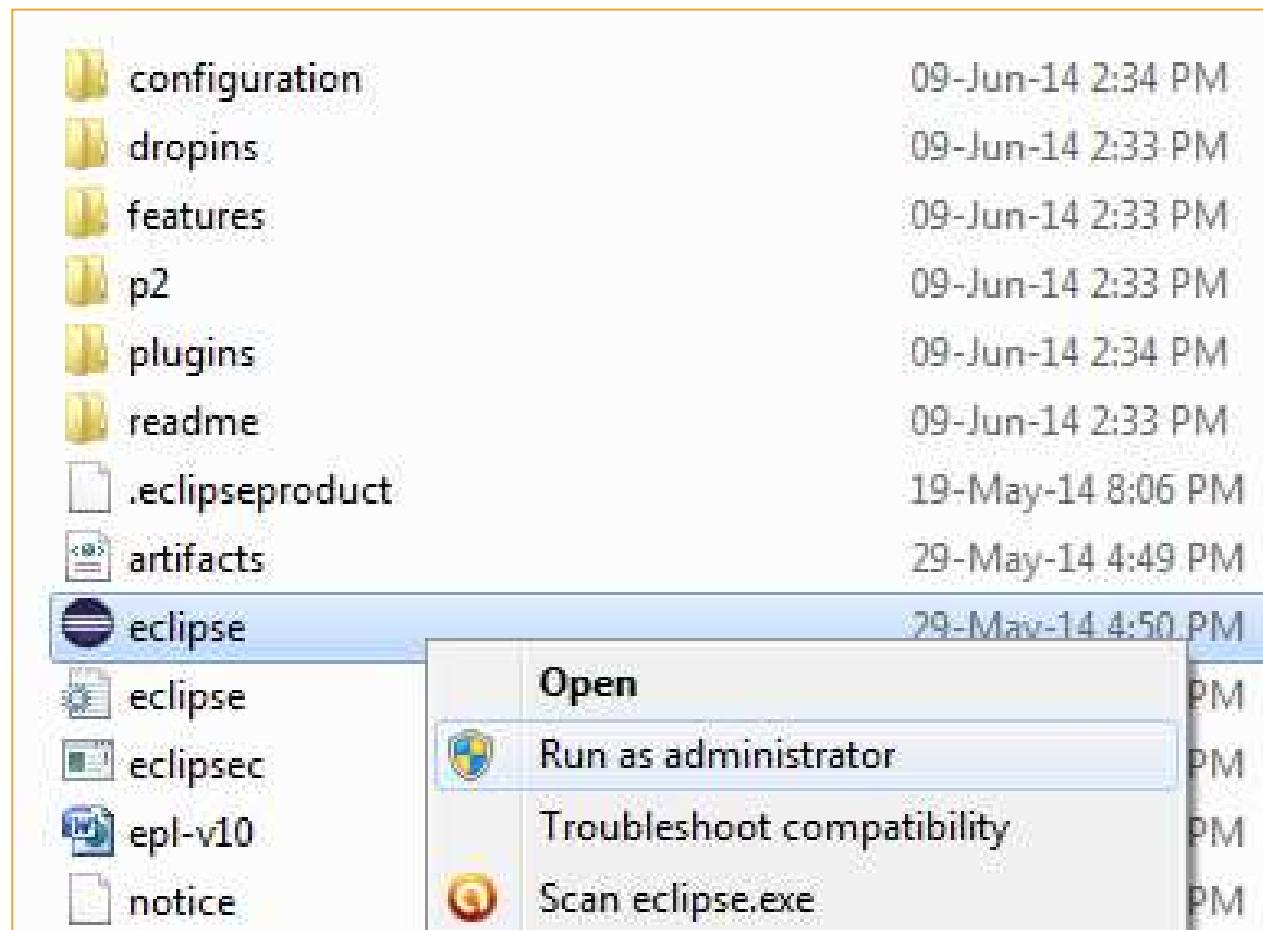 configuration 09-Jun-14 2:34 PM
dropins 09-Jun-14 2:33 PM
features 09-Jun-14 2:33 PM
p2 09-Jun-14 2:33 PM
plugins 09-Jun-14 2:34 PM
readme 09-Jun-14 2:33 PM
.eclipseproduct 19-May-14 8:06 PM
artifacts 29-May-14 4:49 PM
eclipse 29-May-14 4:50 PM
Open
eclipse PM
Run as administrator
eclipsec PM
Troubleshoot compatibility
epl-v10 PM
Scan eclipse.exe
notice PM